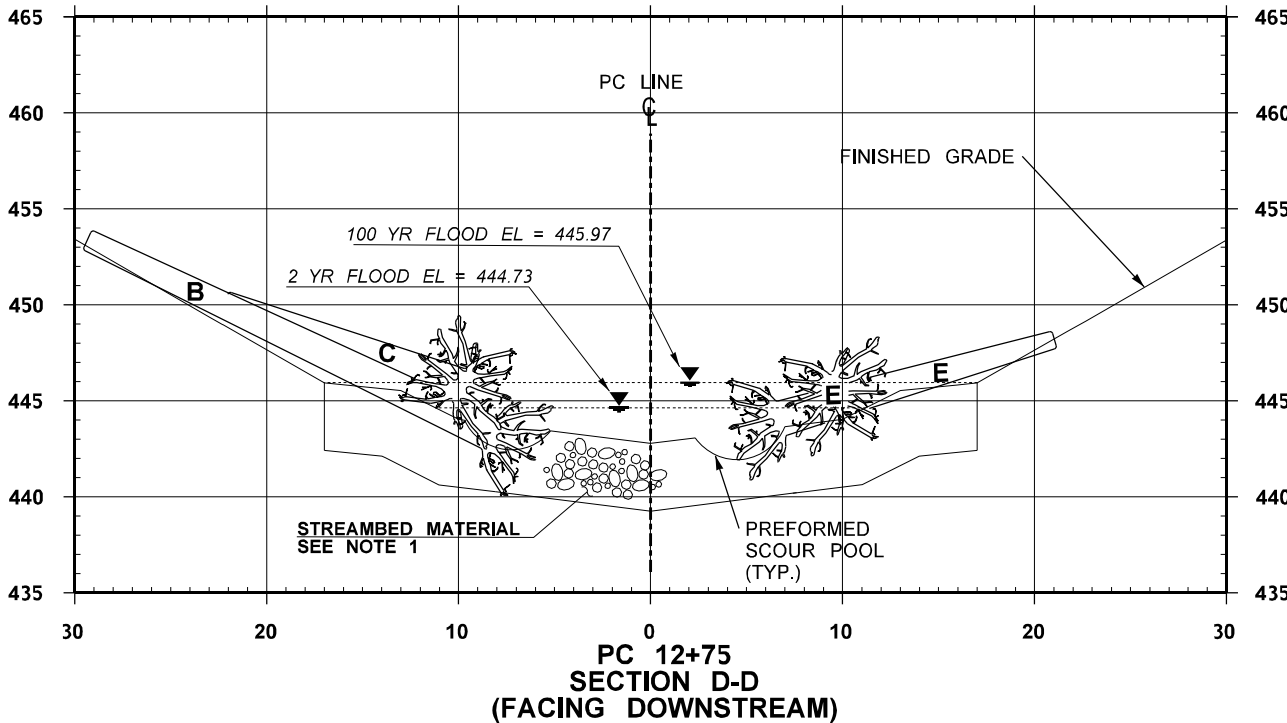 465 465
PC LINE
CL
460 460
FINISHED GRADE
455 455
100 YR FLOOD EL = 445.97
2 YR FLOOD EL = 444.73
B
450 450
C
E
E
445 445
440 440
STREAMBED MATERIAL
SEE NOTE 1
PREFORMED
SCOUR POOL
(TYP.)
435 435
30 20 10 0 10 20 30
PC 12+75
SECTION D-D
(FACING DOWNSTREAM)